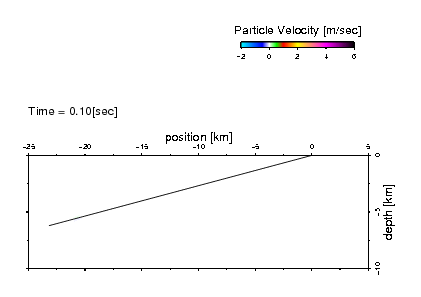 Particle Velocity [m/sec]
-2 0 2 4 6
Time = 0.10[sec]
position [km]
-25 -20 -15 -10 -5 0 5
0
-5
-10
depth [km]